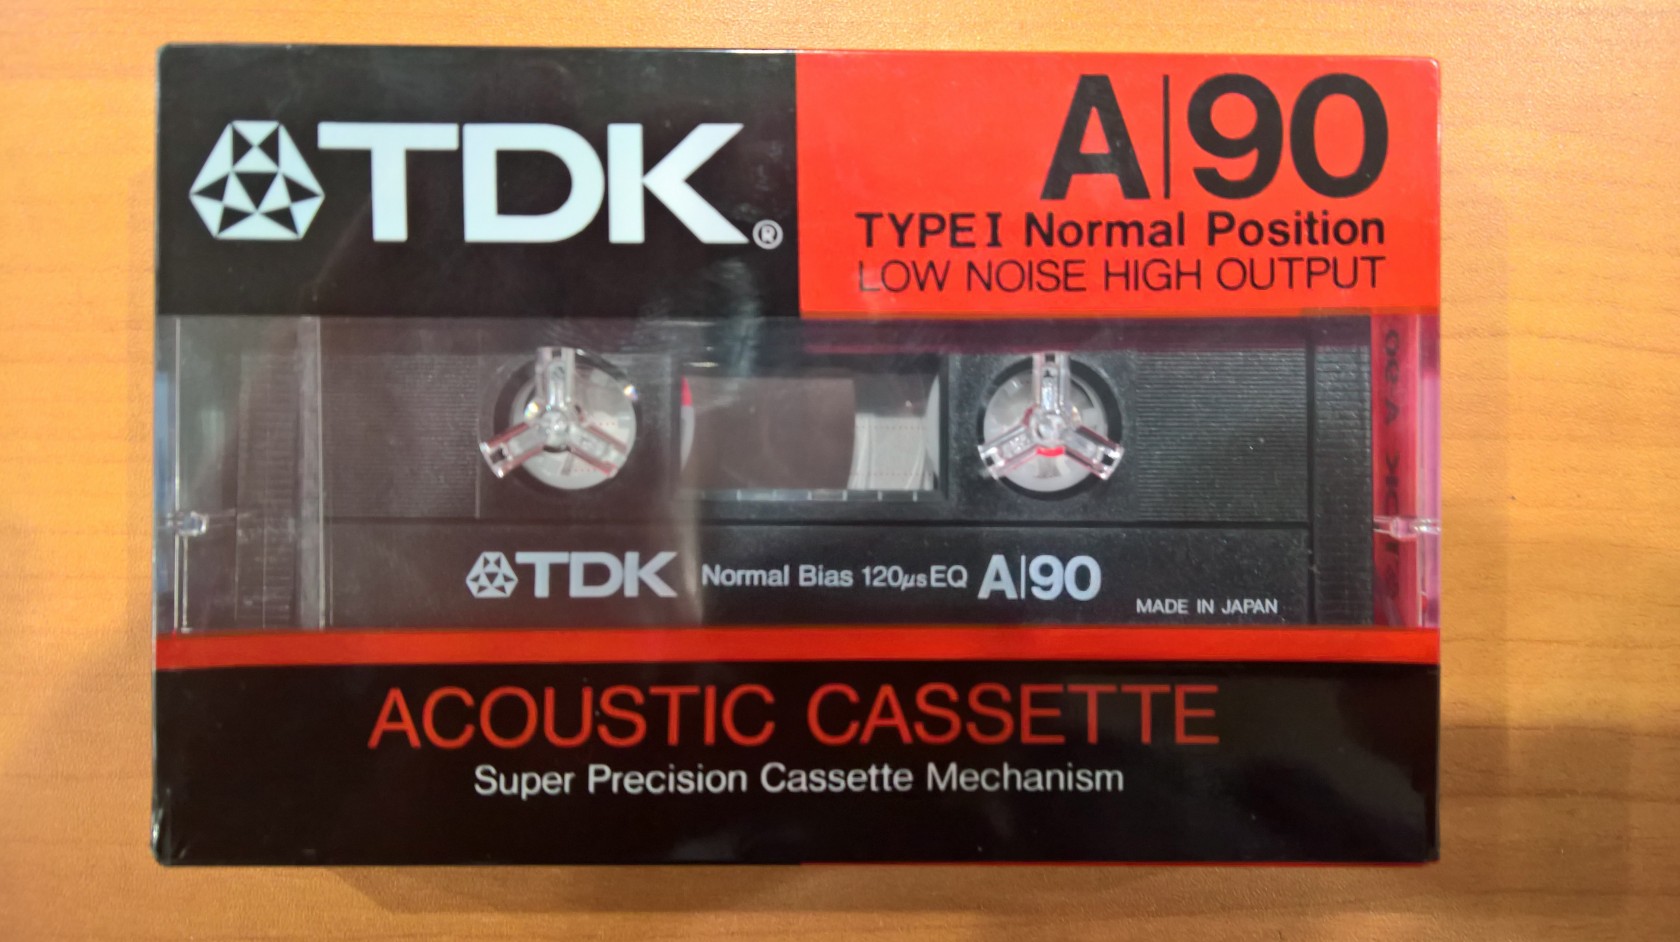 TDK®
A|90
TYPE I Normal Position
LOW NOISE HIGH OUTPUT
TDK Normal Bias 120µs EQ A|90
MADE IN JAPAN
ACOUSTIC CASSETTE
Super Precision Cassette Mechanism